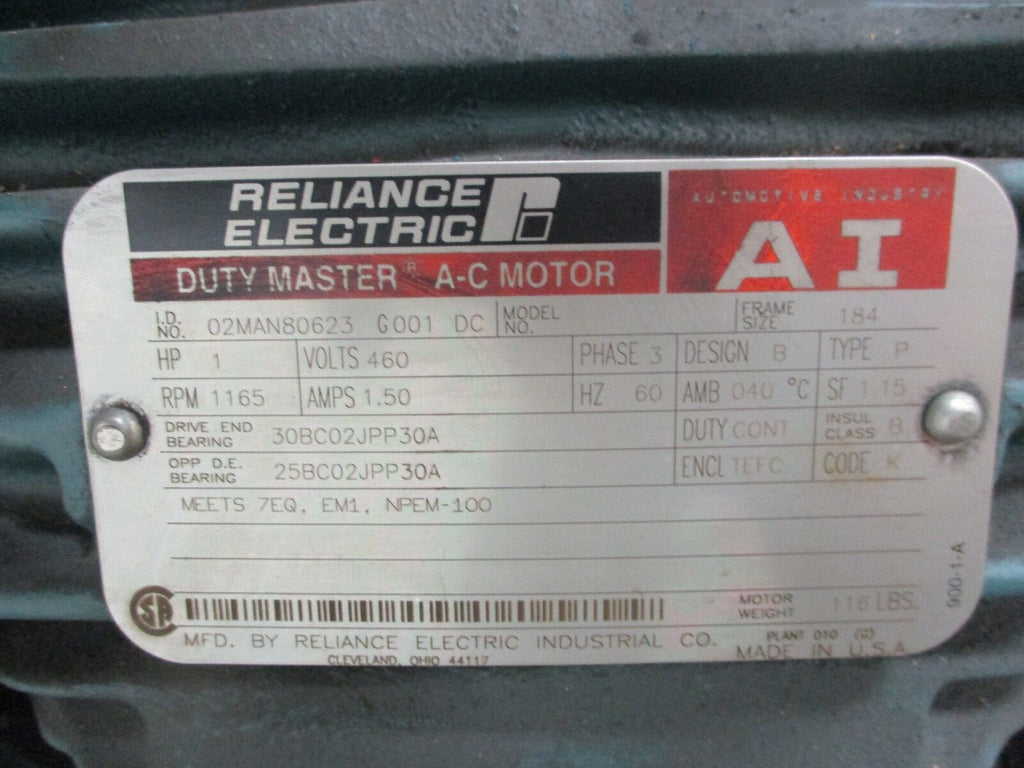 RELIANCE
ELECTRIC
DUTY MASTER® A-C MOTOR
AUTOMOTIVE INDUSTRY
AI
I.D. NO. 02MAN80623 G001 DC MODEL NO. FRAME SIZE 184
HP 1 VOLTS 460 PHASE 3 DESIGN B TYPE P
RPM 1165 AMPS 1.50 HZ 60 AMB 040 °C SF 1.15
DRIVE END BEARING 30BC02JPP30A DUTY CONT INSUL CLASS B
OPP D.E. BEARING 25BC02JPP30A ENCL TEFC CODE K
MEETS 7EQ, EM1, NPEM-100
900-1-A
SA MOTOR WEIGHT 116 LBS.
MFD. BY RELIANCE ELECTRIC INDUSTRIAL CO. PLANT 010 (G)
CLEVELAND, OHIO 44117 MADE IN U.S.A.